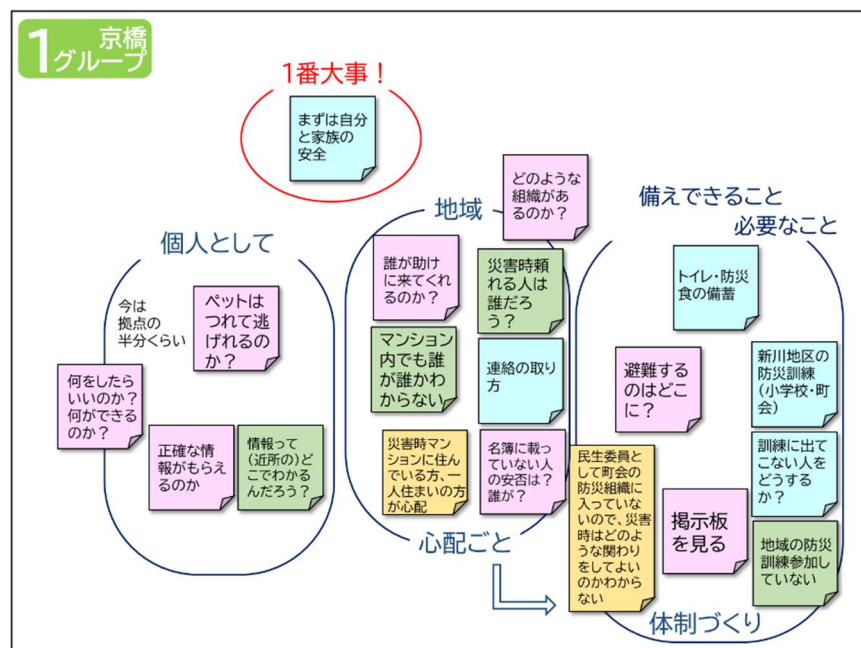 1
京橋
グループ
1番大事！
まずは自分
と家族の
安全
個人として
今は
拠点の
半分くらい
ペットは
つれて逃
げれるの
か？
何をしたら
いいのか？
何ができる
のか？
正確な情
報がもらえ
るのか
情報って
（近所の）ど
こでわかる
んだろう？
地域
どのような
組織があ
るのか？
誰が助け
に来てくれ
るのか？
災害時頼
れる人は
誰だろ
う？
マンション
内でも誰
が誰かわ
からない
連絡の取り
方
災害時マン
ションに住ん
でいる方、一
人住まいの方
が心配
名簿に載っ
ていない人
の安否は？
誰が？
心配ごと
備えできること
必要なこと
トイレ・防災
食の備蓄
避難する
のはどこ
に？
新川地区の
防災訓練
（小学校・町
会）
訓練に出て
こない人を
どうする
か？
民生委員と
して町会の
防災組織に
入っていな
いので、災害
時はどのよ
うな関わり
をしてよい
のかわから
ない
掲示板
を見る
地域の防災
訓練参加し
ていない
体制づくり